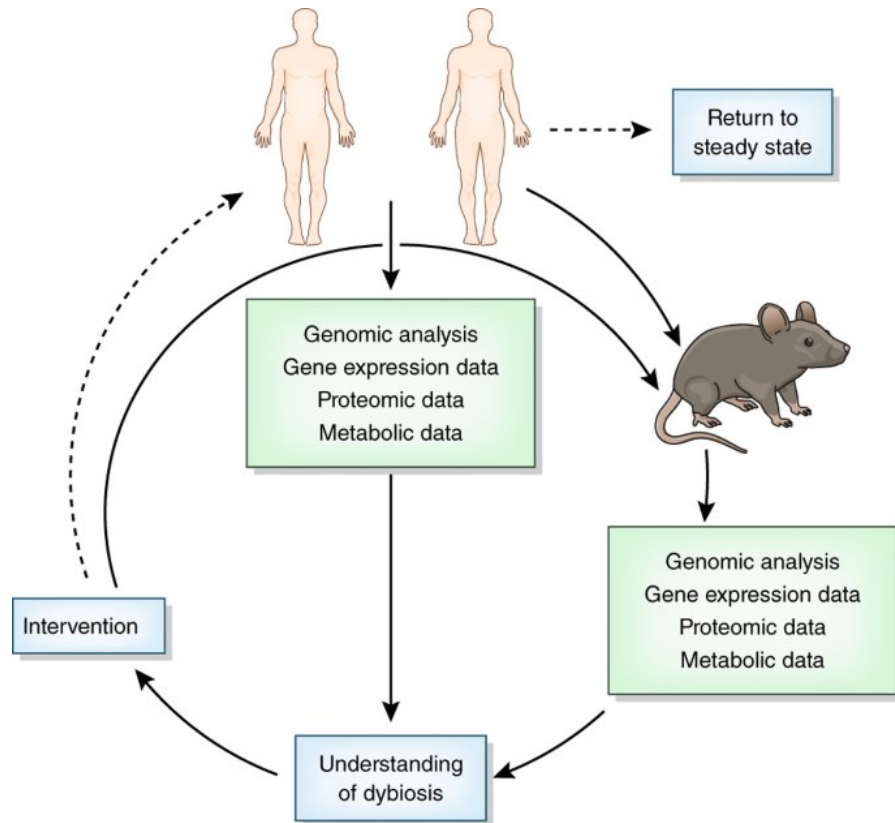 Return to
steady state
Genomic analysis
Gene expression data
Proteomic data
Metabolic data
Genomic analysis
Gene expression data
Proteomic data
Metabolic data
Intervention
Understanding
of dybiosis